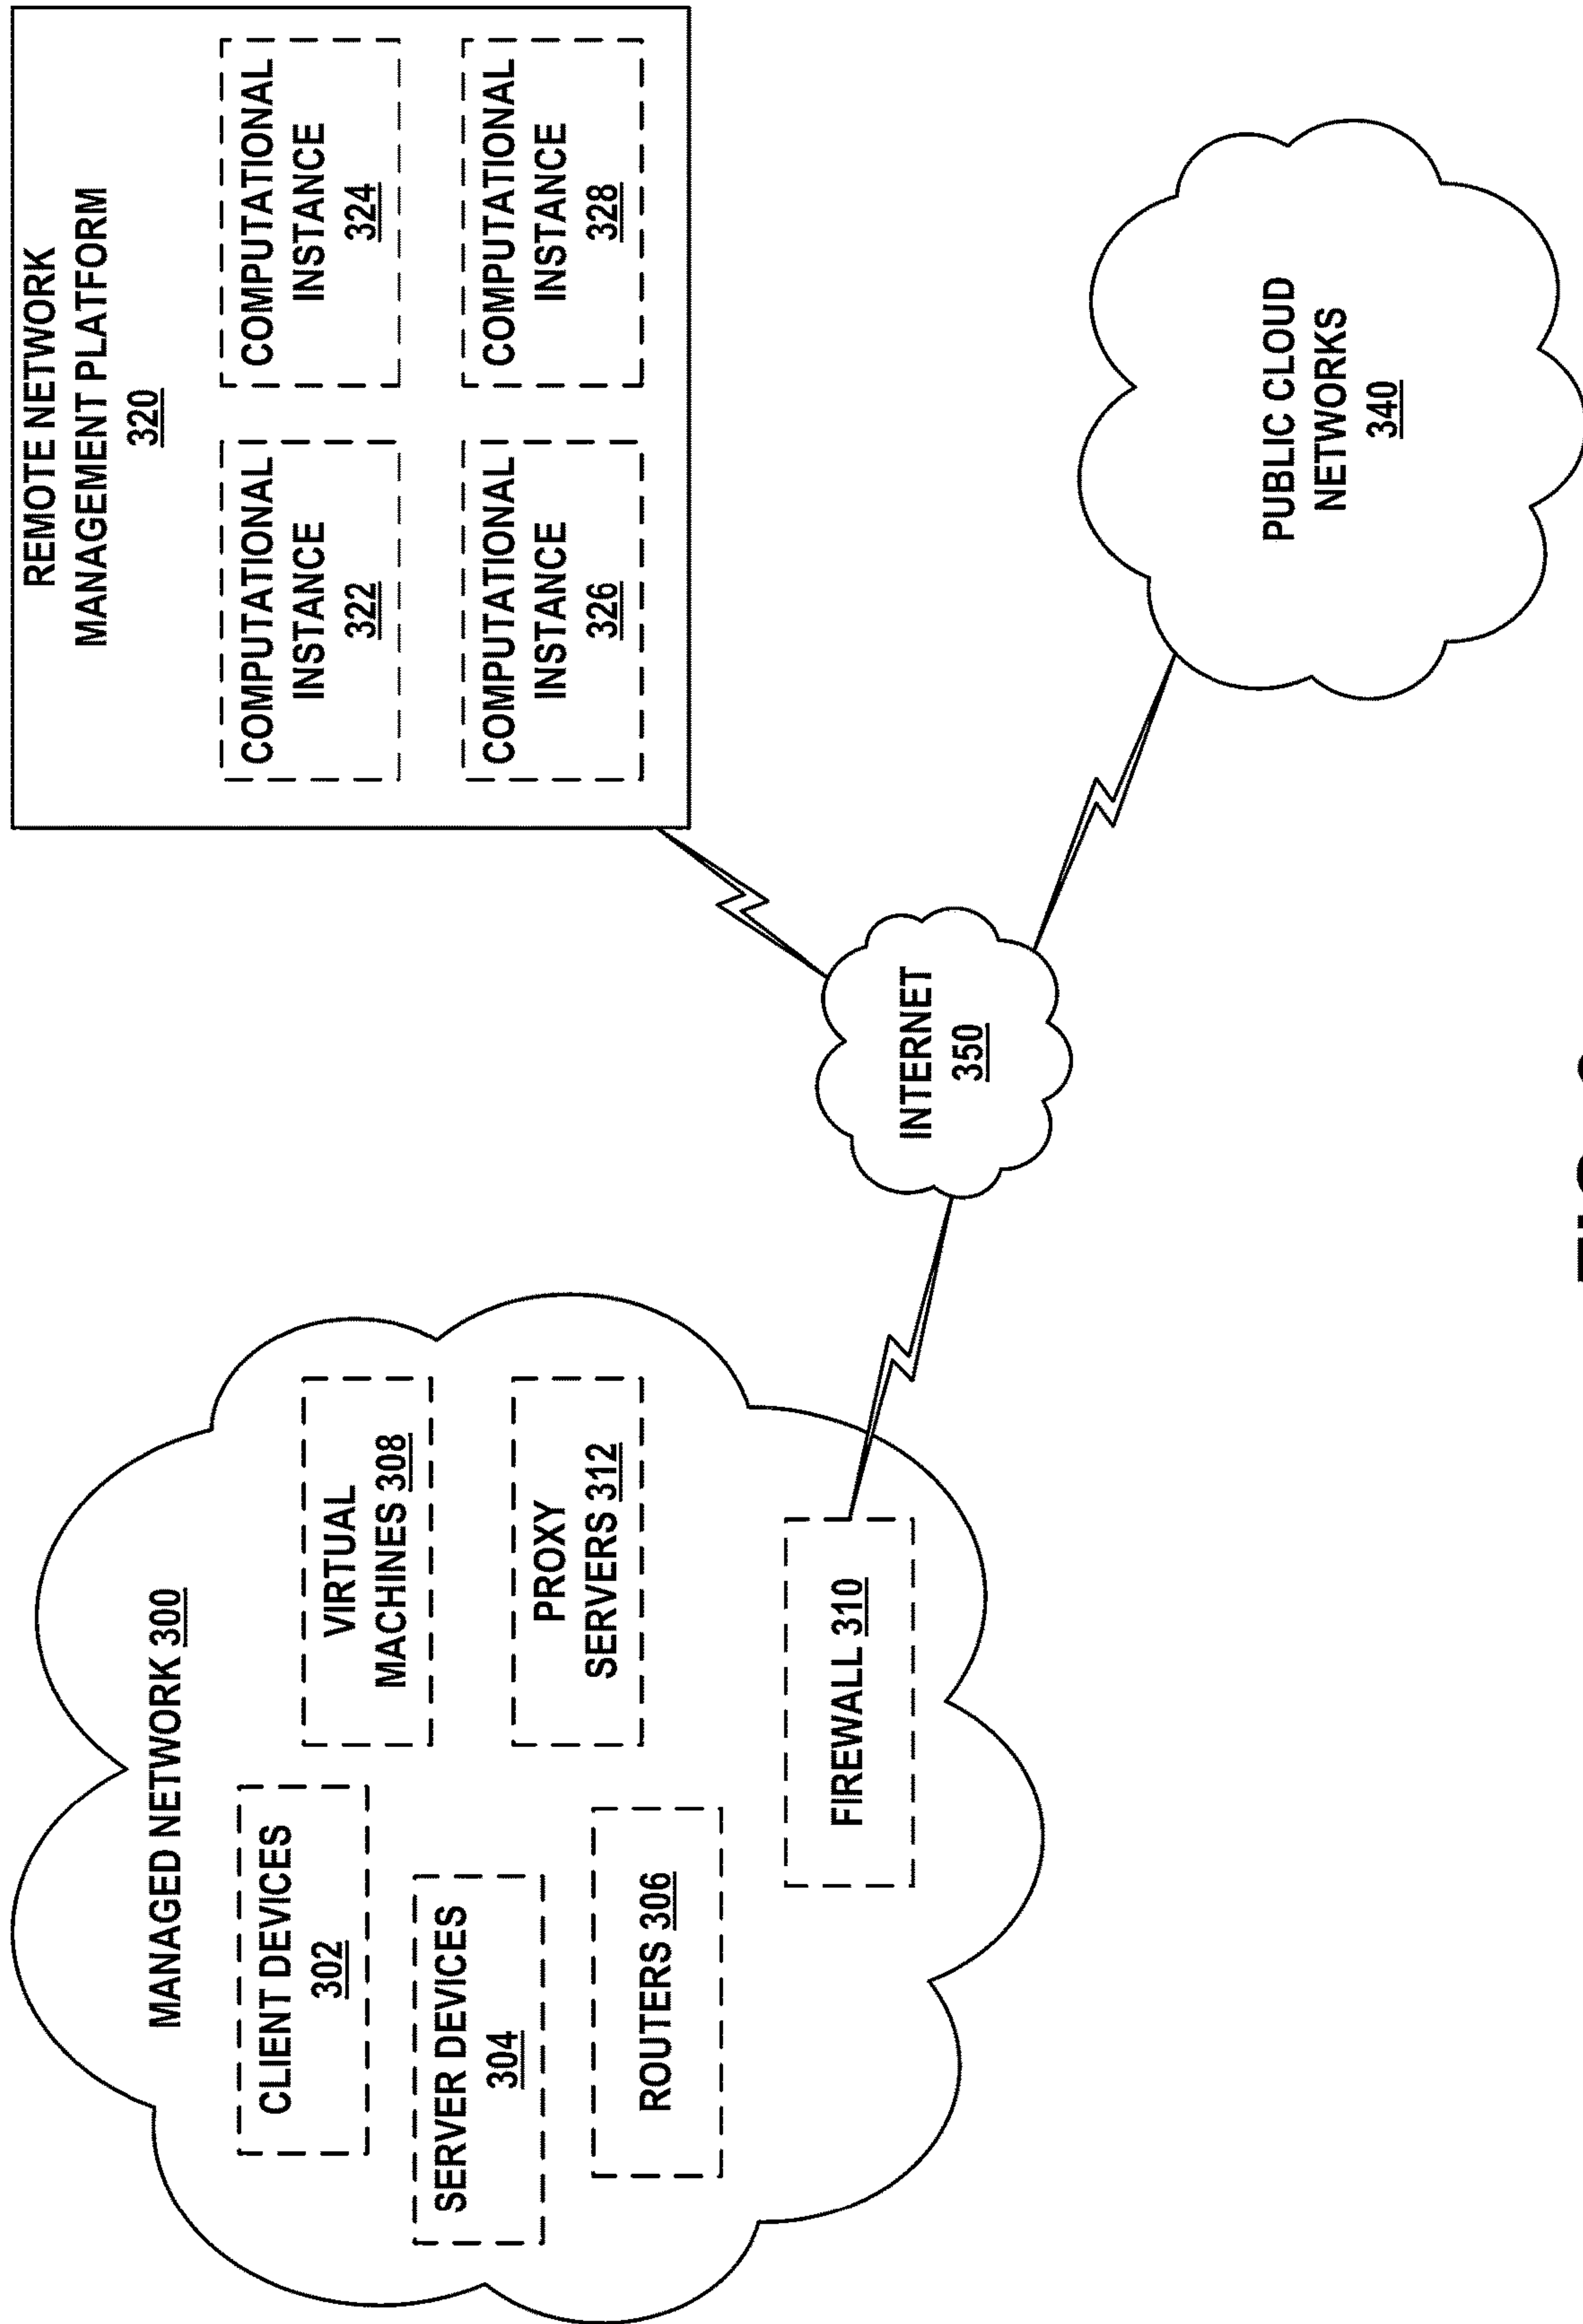 MANAGED NETWORK 300
CLIENT DEVICES
302
SERVER DEVICES
304
ROUTERS 306
VIRTUAL
MACHINES 308
PROXY
SERVERS 312
FIREWALL 310
INTERNET
350
REMOTE NETWORK
MANAGEMENT PLATFORM
320
COMPUTATIONAL
INSTANCE
322
COMPUTATIONAL
INSTANCE
324
COMPUTATIONAL
INSTANCE
326
COMPUTATIONAL
INSTANCE
328
PUBLIC CLOUD
NETWORKS
340